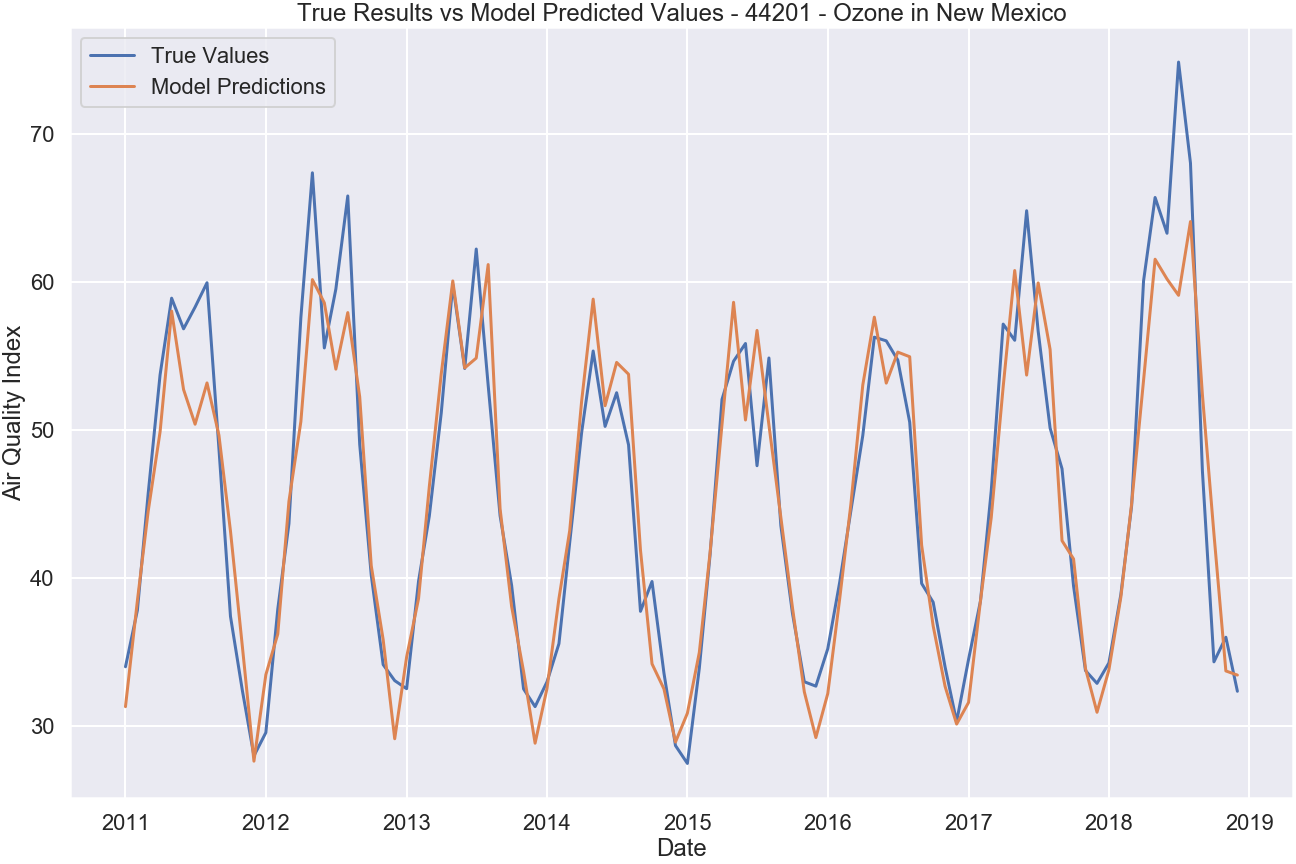 True Results vs Model Predicted Values - 44201 - Ozone in New Mexico
True Values
Model Predictions
70
60
50
40
30
Air Quality Index
2011 2012 2013 2014 2015 2016 2017 2018 2019
Date